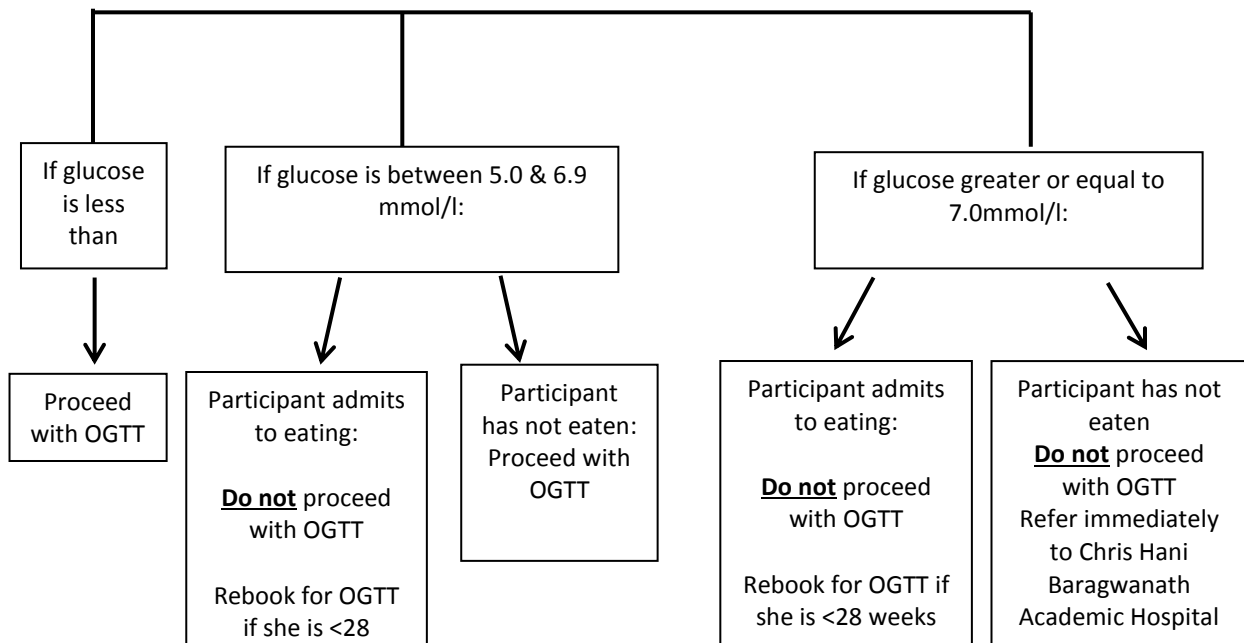 If glucose
is less
than
If glucose is between 5.0 & 6.9
mmol/l:
If glucose greater or equal to
7.0mmol/l:
Proceed
with OGTT
Participant admits
to eating:
Do not proceed
with OGTT
Rebook for OGTT
if she is <28
Participant
has not eaten:
Proceed with
OGTT
Participant admits
to eating:
Do not proceed
with OGTT
Rebook for OGTT if
she is <28 weeks
Participant has not
eaten
Do not proceed
with OGTT
Refer immediately
to Chris Hani
Baragwanath
Academic Hospital